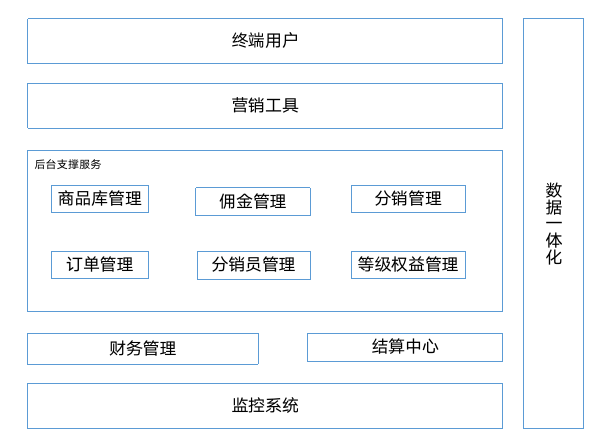 终端用户
营销工具
后台支撑服务
商品库管理
佣金管理
分销管理
订单管理
分销员管理
等级权益管理
财务管理
结算中心
监控系统
数据一体化